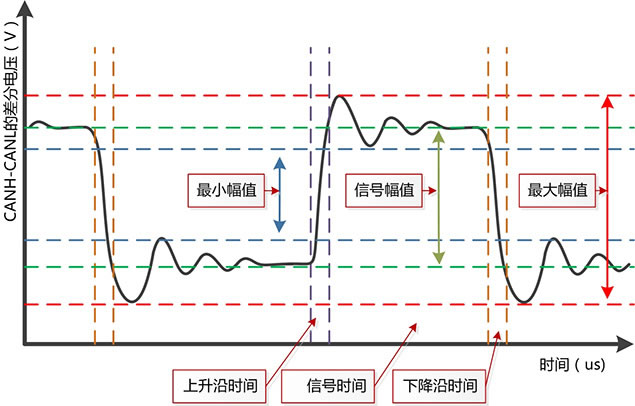 CANH-CANL的差分电压（V）
最小幅值
信号幅值
最大幅值
时间（us）
上升沿时间
信号时间
下降沿时间